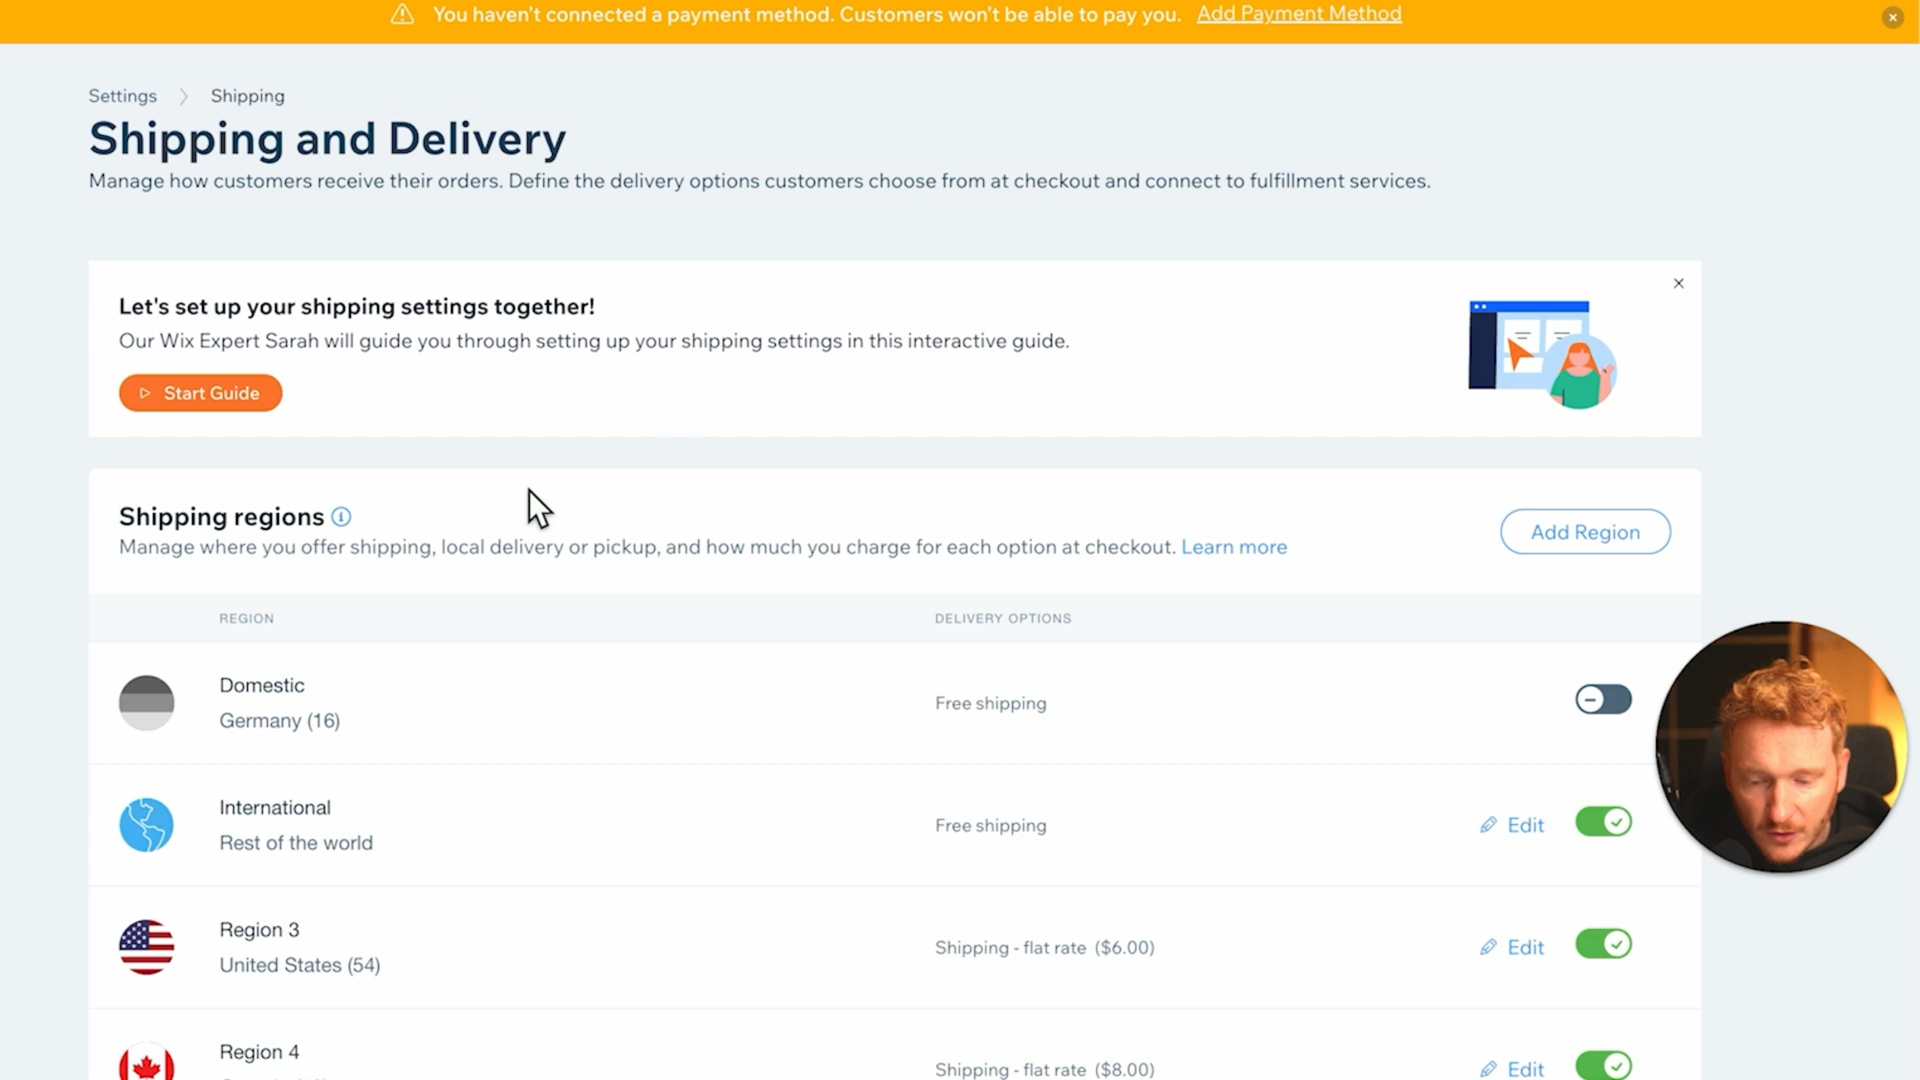 You haven't connected a payment method. Customers won't be able to pay you. Add Payment Method
Settings Shipping
Shipping and Delivery
Manage how customers receive their orders. Define the delivery options customers choose from at checkout and connect to fulfillment services.
Let's set up your shipping settings together!
Our Wix Expert Sarah will guide you through setting up your shipping settings in this interactive guide.
Start Guide
Shipping regions
Manage where you offer shipping, local delivery or pickup, and how much you charge for each option at checkout. Learn more
Add Region
REGION DELIVERY OPTIONS
Domestic
Germany (16)
Free shipping
International
Rest of the world
Free shipping
Edit
Region 3
United States (54)
Shipping - flat rate ($6.00)
Edit
Region 4
Shipping - flat rate ($8.00)
Edit